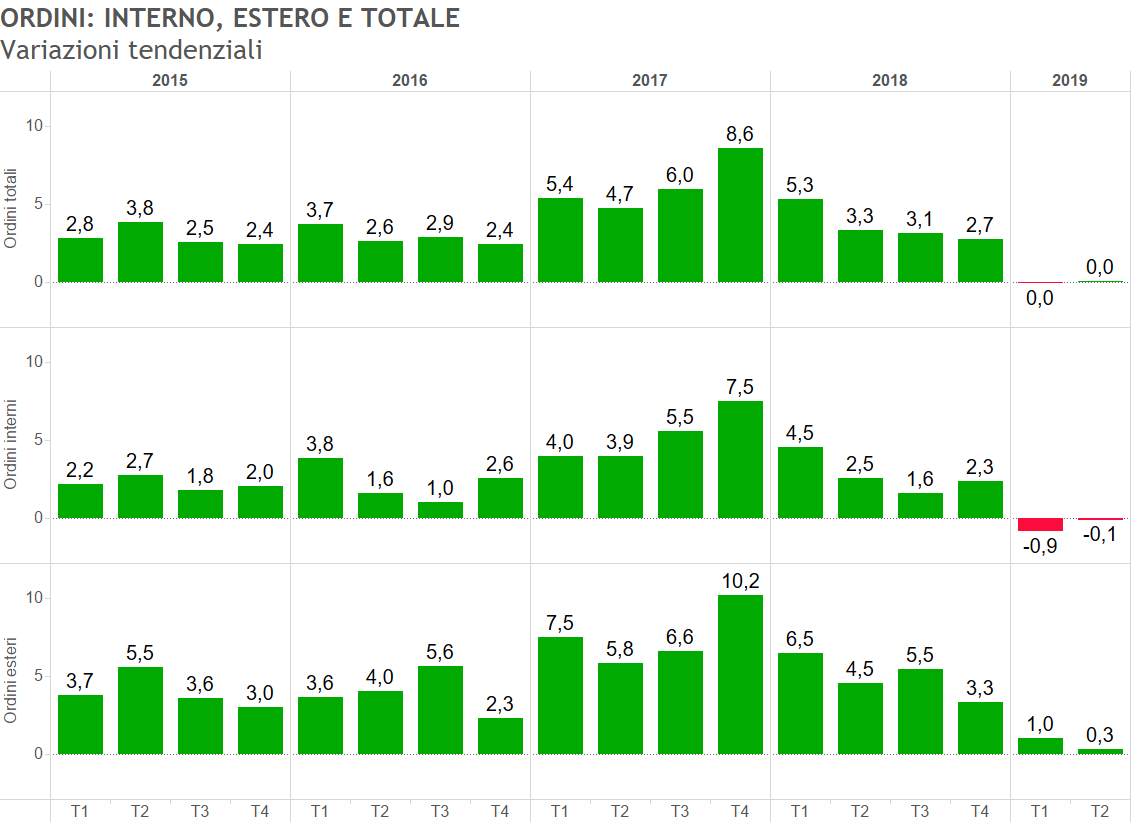 ORDINI: INTERNO, ESTERO E TOTALE
Variazioni tendenziali
2015 2016 2017 2018 2019
Ordini totali
10
5
0
2,8 3,8 2,5 2,4 3,7 2,6 2,9 2,4 5,4 4,7 6,0 8,6 5,3 3,3 3,1 2,7 0,0 0,0
Ordini interni
10
5
0
2,2 2,7 1,8 2,0 3,8 1,6 1,0 2,6 4,0 3,9 5,5 7,5 4,5 2,5 1,6 2,3 -0,9 -0,1
Ordini esteri
10
5
0
3,7 5,5 3,6 3,0 3,6 4,0 5,6 2,3 7,5 5,8 6,6 10,2 6,5 4,5 5,5 3,3 1,0 0,3
T1 T2 T3 T4 T1 T2 T3 T4 T1 T2 T3 T4 T1 T2 T3 T4 T1 T2